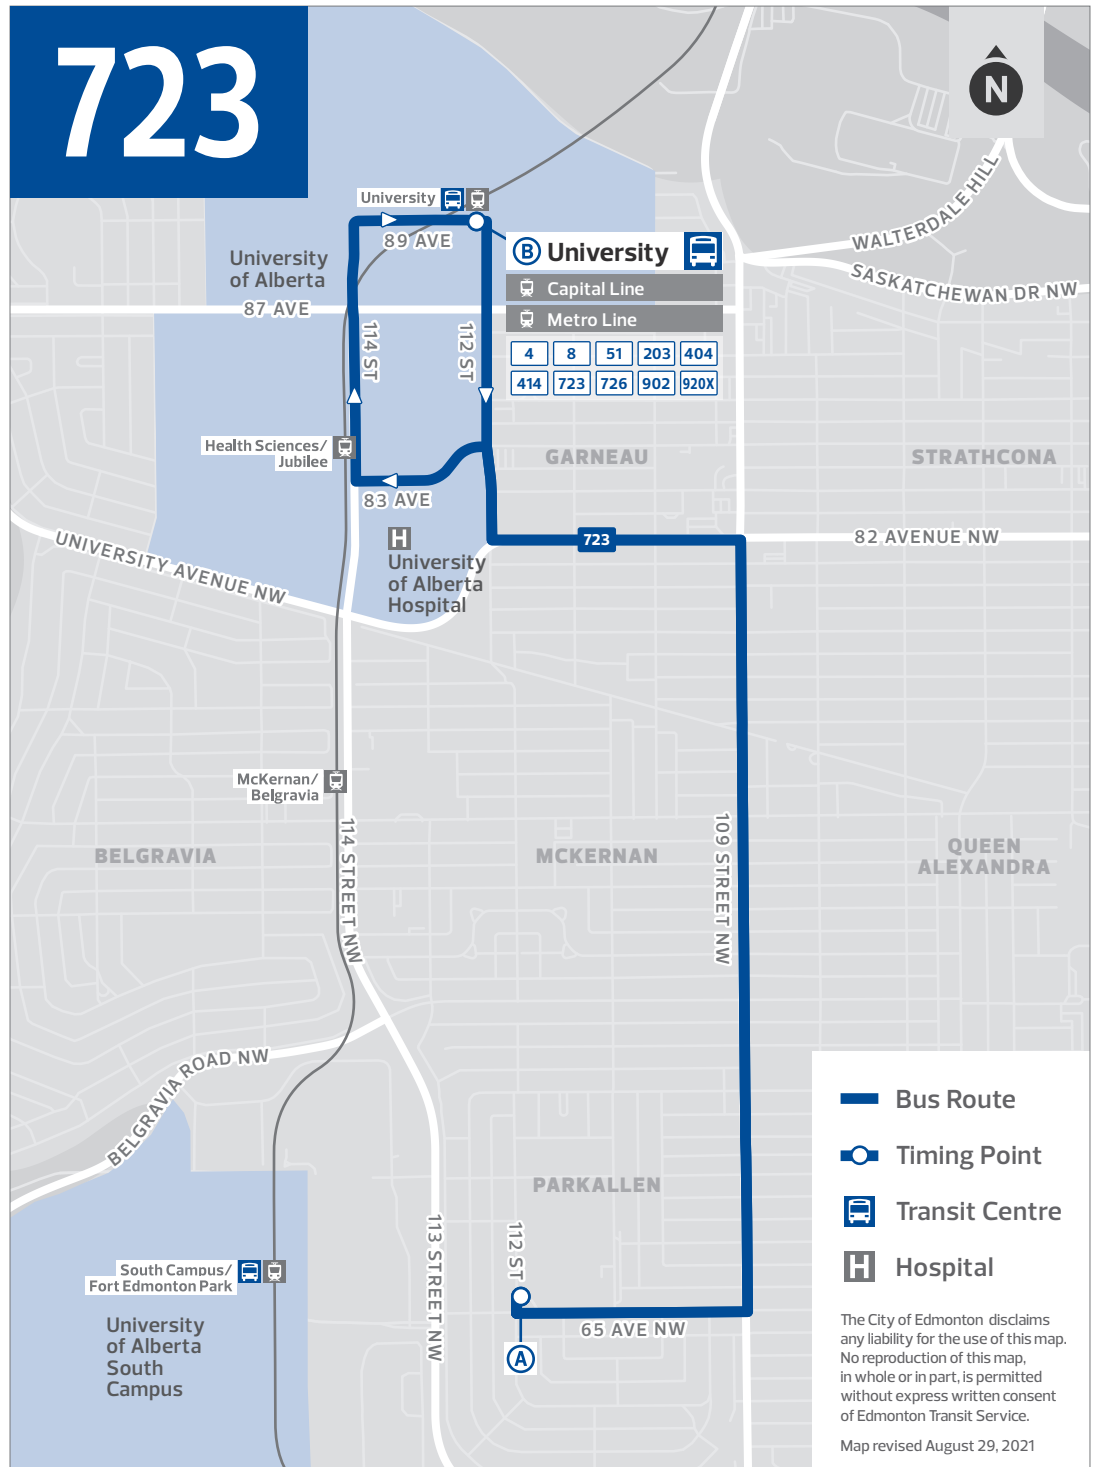 723
N
WALTERDALE HILL
SASKATCHEWAN DR NW
University
89 AVE
B University
Capital Line
Metro Line
4 8 51 203 404
414 723 726 902 920X
University
of Alberta
87 AVE
114 ST
112 ST
Health Sciences/
Jubilee
83 AVE
GARNEAU
STRATHCONA
H
University
of Alberta
Hospital
723
82 AVENUE NW
UNIVERSITY AVENUE NW
McKernan/
Belgravia
114 STREET NW
109 STREET NW
BELGRAVIA
MCKERNAN
QUEEN
ALEXANDRA
BELGRAVIA ROAD NW
PARKALLEN
113 STREET NW
112 ST
65 AVE NW
A
South Campus/
Fort Edmonton Park
University
of Alberta
South
Campus
Bus Route
Timing Point
Transit Centre
H Hospital
The City of Edmonton disclaims
any liability for the use of this map.
No reproduction of this map,
in whole or in part, is permitted
without express written consent
of Edmonton Transit Service.
Map revised August 29, 2021